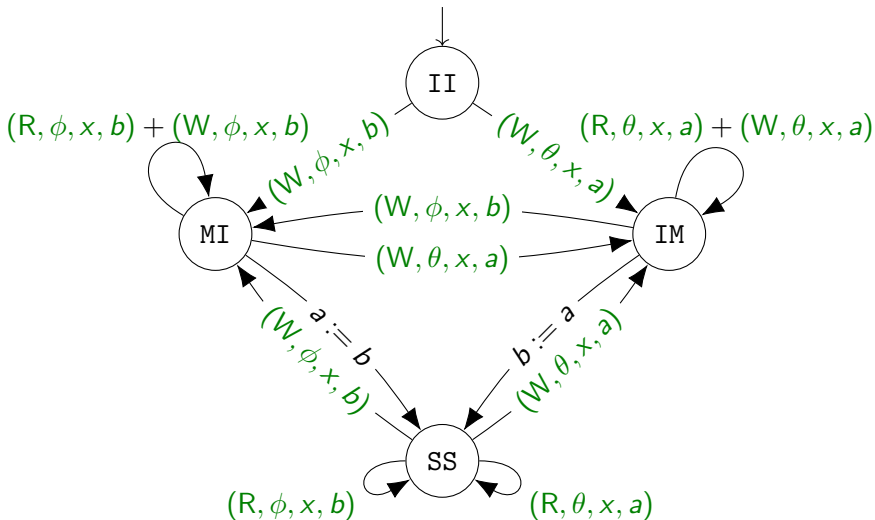 II
(R, ϕ, x, b) + (W, ϕ, x, b)
(R, θ, x, a) + (W, θ, x, a)
(W, ϕ, x, b)
(W, θ, x, a)
(W, ϕ, x, b)
MI
IM
(W, θ, x, a)
a := b
b := a
(W, ϕ, x, b)
(W, θ, x, a)
SS
(R, ϕ, x, b)
(R, θ, x, a)